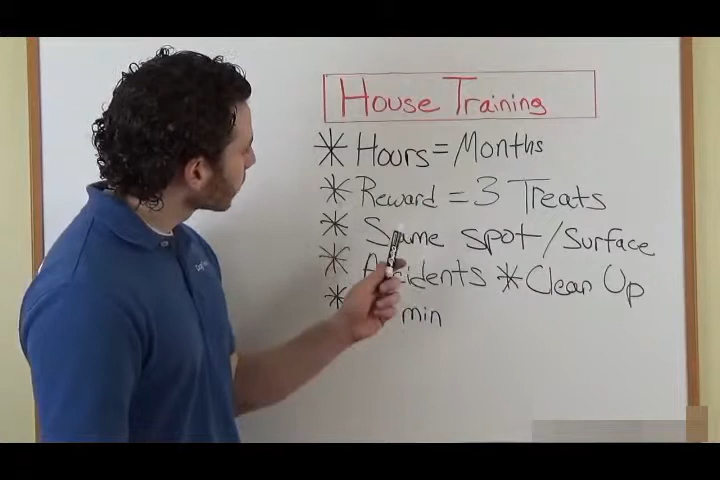 House Training
* Hours = Months
* Reward = 3 Treats
* Same spot / Surface
* Accidents * Clean Up
* min